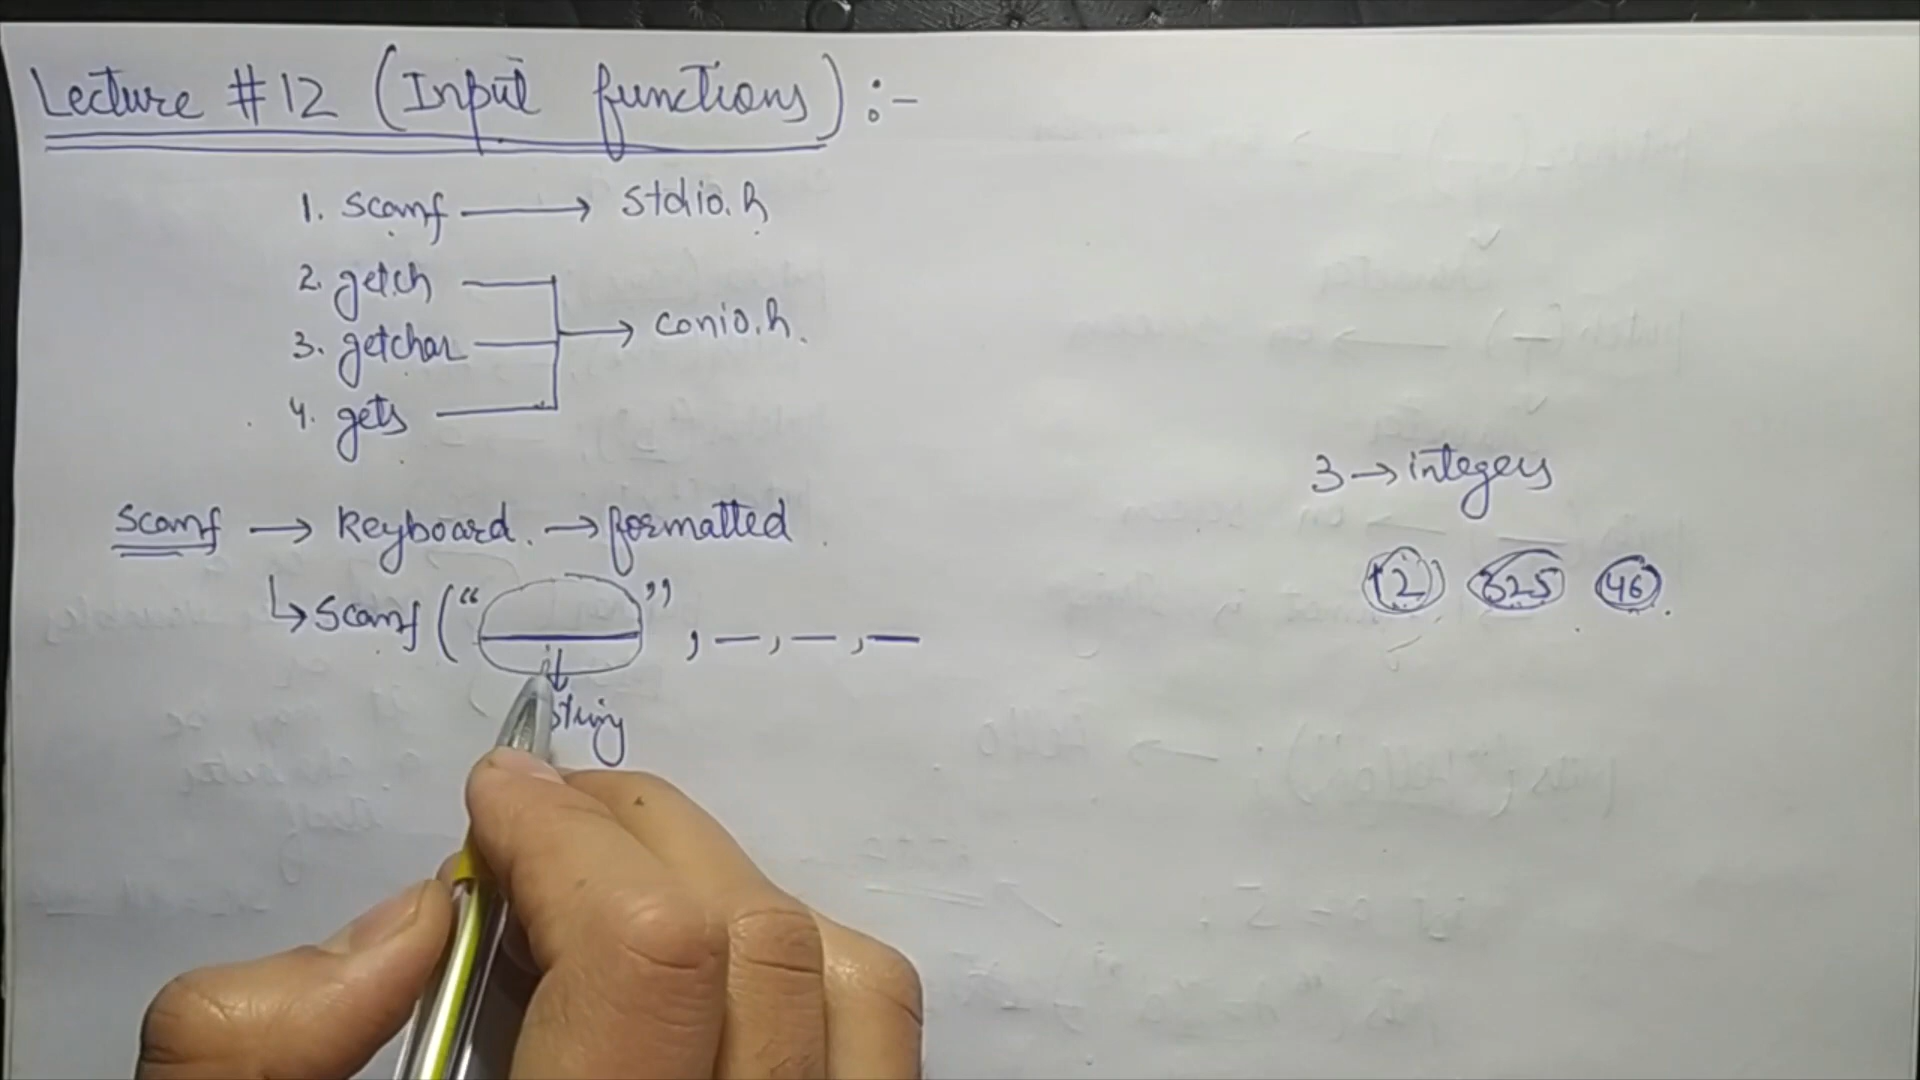 Lecture #12 (Input functions) :-
1. scanf → stdio.h
2. getch
3. getchar → conio.h.
4. gets
scanf → Keyboard. → formatted
↳ scanf (" ", —, —, —
string
3 → integers
12 325 46.